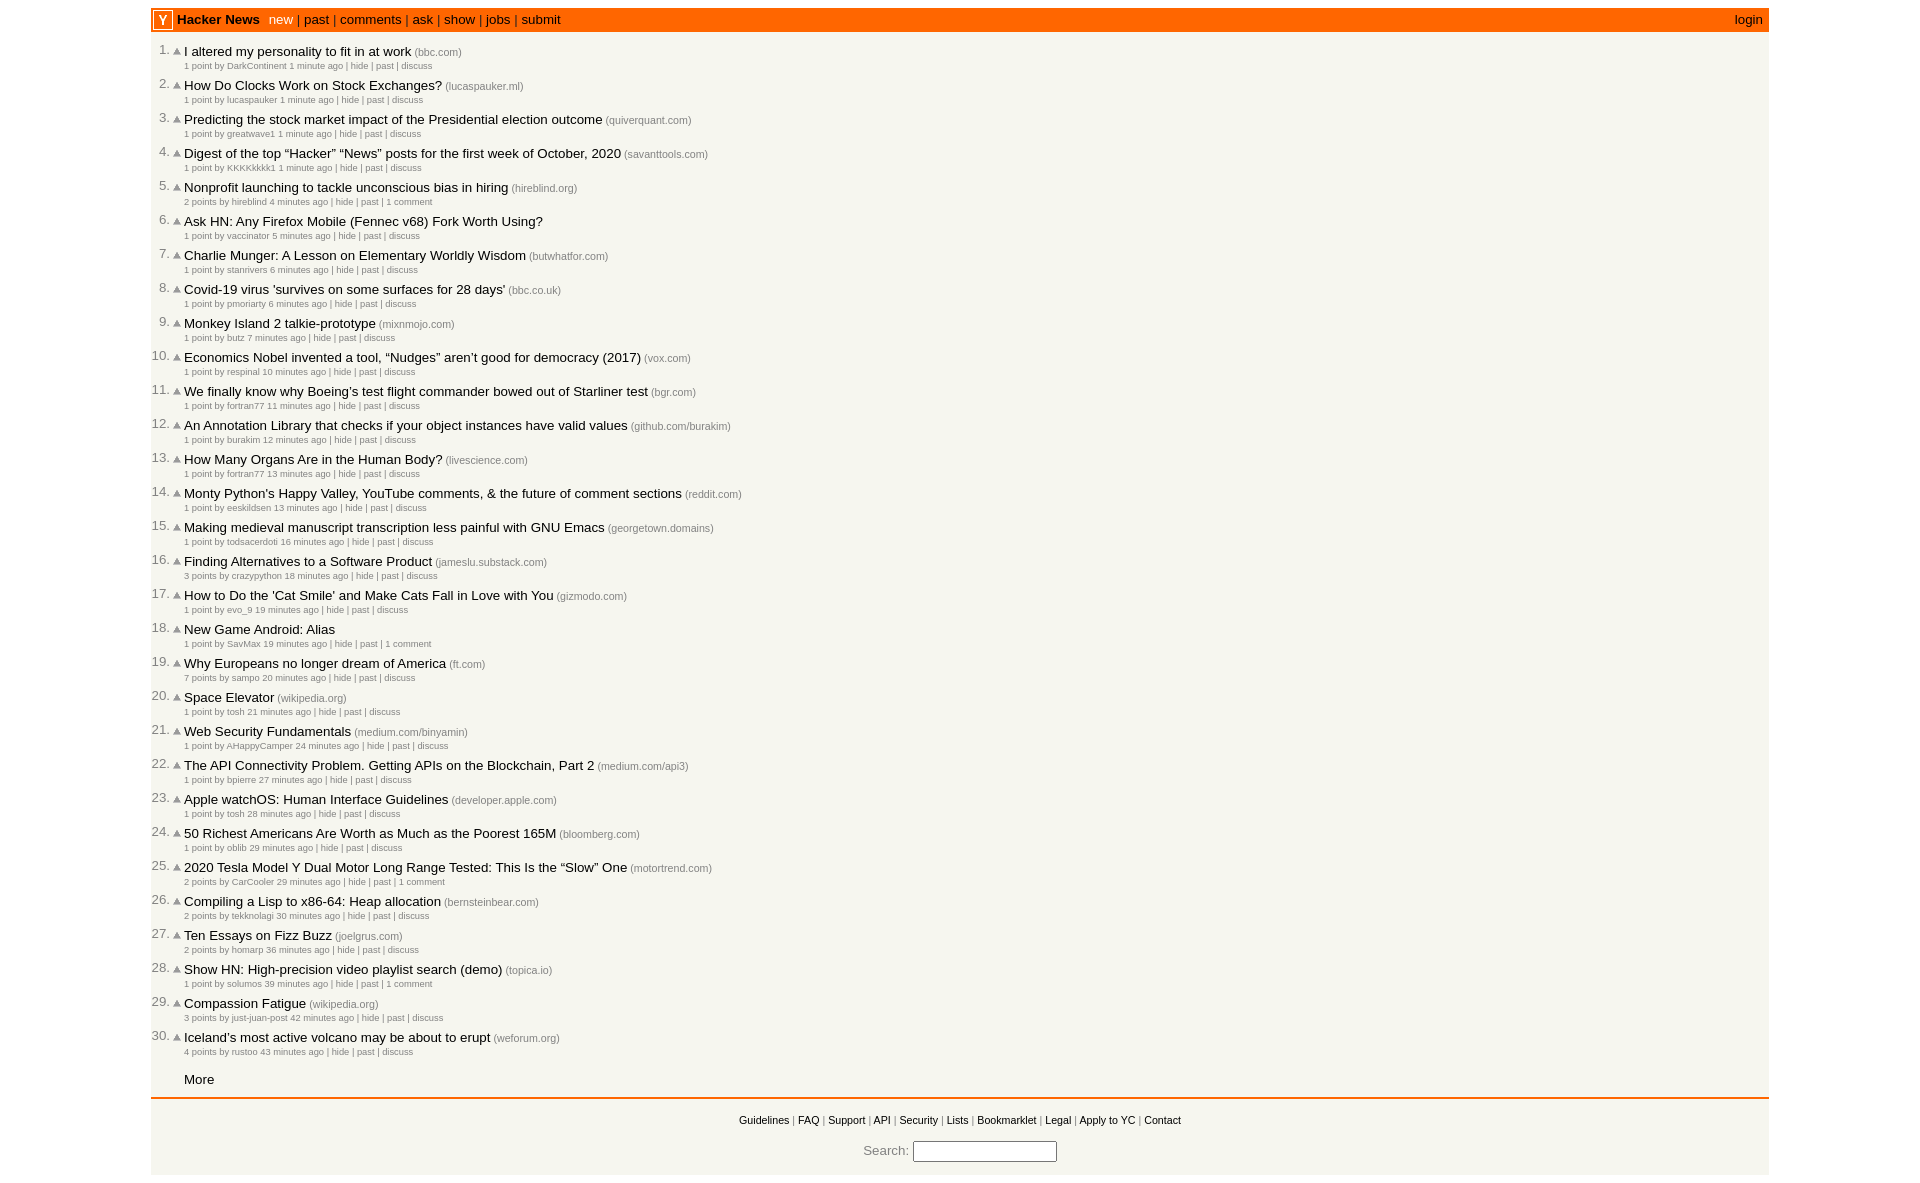 Y Hacker News new | past | comments | ask | show | jobs | submit login
1. I altered my personality to fit in at work (bbc.com)
1 point by DarkContinent 1 minute ago | hide | past | discuss
2. How Do Clocks Work on Stock Exchanges? (lucaspauker.ml)
1 point by lucaspauker 1 minute ago | hide | past | discuss
3. Predicting the stock market impact of the Presidential election outcome (quiverquant.com)
1 point by greatwave1 1 minute ago | hide | past | discuss
4. Digest of the top “Hacker” “News” posts for the first week of October, 2020 (savanttools.com)
1 point by KKKKkkkk1 1 minute ago | hide | past | discuss
5. Nonprofit launching to tackle unconscious bias in hiring (hireblind.org)
2 points by hireblind 4 minutes ago | hide | past | 1 comment
6. Ask HN: Any Firefox Mobile (Fennec v68) Fork Worth Using?
1 point by vaccinator 5 minutes ago | hide | past | discuss
7. Charlie Munger: A Lesson on Elementary Worldly Wisdom (butwhatfor.com)
1 point by stanrivers 6 minutes ago | hide | past | discuss
8. Covid-19 virus 'survives on some surfaces for 28 days' (bbc.co.uk)
1 point by pmoriarty 6 minutes ago | hide | past | discuss
9. Monkey Island 2 talkie-prototype (mixnmojo.com)
1 point by butz 7 minutes ago | hide | past | discuss
10. Economics Nobel invented a tool, “Nudges” aren’t good for democracy (2017) (vox.com)
1 point by respinal 10 minutes ago | hide | past | discuss
11. We finally know why Boeing’s test flight commander bowed out of Starliner test (bgr.com)
1 point by fortran77 11 minutes ago | hide | past | discuss
12. An Annotation Library that checks if your object instances have valid values (github.com/burakim)
1 point by burakim 12 minutes ago | hide | past | discuss
13. How Many Organs Are in the Human Body? (livescience.com)
1 point by fortran77 13 minutes ago | hide | past | discuss
14. Monty Python's Happy Valley, YouTube comments, & the future of comment sections (reddit.com)
1 point by eeskildsen 13 minutes ago | hide | past | discuss
15. Making medieval manuscript transcription less painful with GNU Emacs (georgetown.domains)
1 point by todsacerdoti 16 minutes ago | hide | past | discuss
16. Finding Alternatives to a Software Product (jameslu.substack.com)
3 points by crazypython 18 minutes ago | hide | past | discuss
17. How to Do the 'Cat Smile' and Make Cats Fall in Love with You (gizmodo.com)
1 point by evo_9 19 minutes ago | hide | past | discuss
18. New Game Android: Alias
1 point by SavMax 19 minutes ago | hide | past | 1 comment
19. Why Europeans no longer dream of America (ft.com)
7 points by sampo 20 minutes ago | hide | past | discuss
20. Space Elevator (wikipedia.org)
1 point by tosh 21 minutes ago | hide | past | discuss
21. Web Security Fundamentals (medium.com/binyamin)
1 point by AHappyCamper 24 minutes ago | hide | past | discuss
22. The API Connectivity Problem. Getting APIs on the Blockchain, Part 2 (medium.com/api3)
1 point by bpierre 27 minutes ago | hide | past | discuss
23. Apple watchOS: Human Interface Guidelines (developer.apple.com)
1 point by tosh 28 minutes ago | hide | past | discuss
24. 50 Richest Americans Are Worth as Much as the Poorest 165M (bloomberg.com)
1 point by oblib 29 minutes ago | hide | past | discuss
25. 2020 Tesla Model Y Dual Motor Long Range Tested: This Is the “Slow” One (motortrend.com)
2 points by CarCooler 29 minutes ago | hide | past | 1 comment
26. Compiling a Lisp to x86-64: Heap allocation (bernsteinbear.com)
2 points by tekknolagi 30 minutes ago | hide | past | discuss
27. Ten Essays on Fizz Buzz (joelgrus.com)
2 points by homarp 36 minutes ago | hide | past | discuss
28. Show HN: High-precision video playlist search (demo) (topica.io)
1 point by solumos 39 minutes ago | hide | past | 1 comment
29. Compassion Fatigue (wikipedia.org)
3 points by just-juan-post 42 minutes ago | hide | past | discuss
30. Iceland’s most active volcano may be about to erupt (weforum.org)
4 points by rustoo 43 minutes ago | hide | past | discuss
More
Guidelines | FAQ | Support | API | Security | Lists | Bookmarklet | Legal | Apply to YC | Contact
Search: